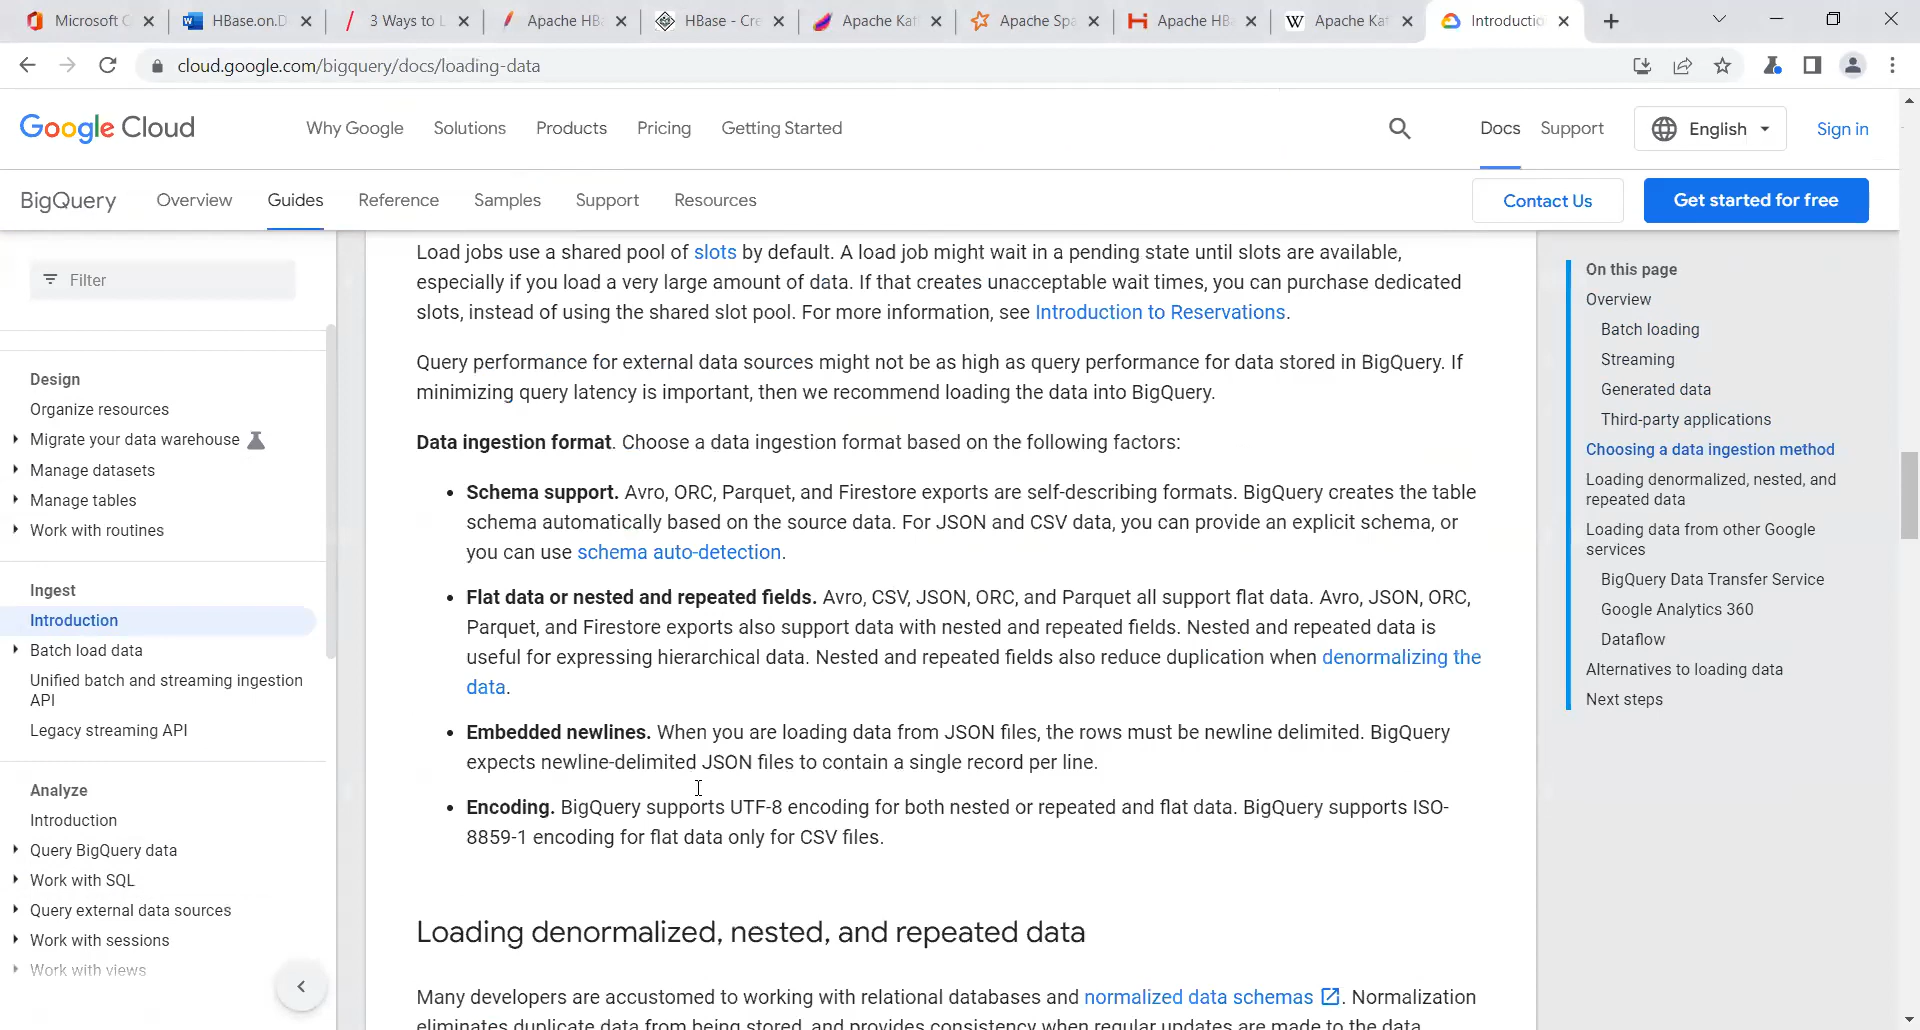 Microsoft O
HBase.on.D
3 Ways to L
Apache HBa
HBase - Cre
Apache Kaf
Apache Spa
Apache HBa
Apache Kaf
Introductio
cloud.google.com/bigquery/docs/loading-data
Google Cloud
Why Google
Solutions
Products
Pricing
Getting Started
Docs
Support
English
Sign in
BigQuery
Overview
Guides
Reference
Samples
Support
Resources
Contact Us
Get started for free
Filter
Design
Organize resources
Migrate your data warehouse
Manage datasets
Manage tables
Work with routines
Ingest
Introduction
Batch load data
Unified batch and streaming ingestion
API
Legacy streaming API
Analyze
Introduction
Query BigQuery data
Work with SQL
Query external data sources
Work with sessions
Work with views
Load jobs use a shared pool of slots by default. A load job might wait in a pending state until slots are available,
especially if you load a very large amount of data. If that creates unacceptable wait times, you can purchase dedicated
slots, instead of using the shared slot pool. For more information, see Introduction to Reservations.
Query performance for external data sources might not be as high as query performance for data stored in BigQuery. If
minimizing query latency is important, then we recommend loading the data into BigQuery.
Data ingestion format. Choose a data ingestion format based on the following factors:
• Schema support. Avro, ORC, Parquet, and Firestore exports are self-describing formats. BigQuery creates the table
schema automatically based on the source data. For JSON and CSV data, you can provide an explicit schema, or
you can use schema auto-detection.
• Flat data or nested and repeated fields. Avro, CSV, JSON, ORC, and Parquet all support flat data. Avro, JSON, ORC,
Parquet, and Firestore exports also support data with nested and repeated fields. Nested and repeated data is
useful for expressing hierarchical data. Nested and repeated fields also reduce duplication when denormalizing the
data.
• Embedded newlines. When you are loading data from JSON files, the rows must be newline delimited. BigQuery
expects newline-delimited JSON files to contain a single record per line.
• Encoding. BigQuery supports UTF-8 encoding for both nested or repeated and flat data. BigQuery supports ISO-
8859-1 encoding for flat data only for CSV files.
Loading denormalized, nested, and repeated data
Many developers are accustomed to working with relational databases and normalized data schemas. Normalization
eliminates duplicate data from being stored, and provides consistency when regular updates are made to the data.
On this page
Overview
Batch loading
Streaming
Generated data
Third-party applications
Choosing a data ingestion method
Loading denormalized, nested, and
repeated data
Loading data from other Google
services
BigQuery Data Transfer Service
Google Analytics 360
Dataflow
Alternatives to loading data
Next steps